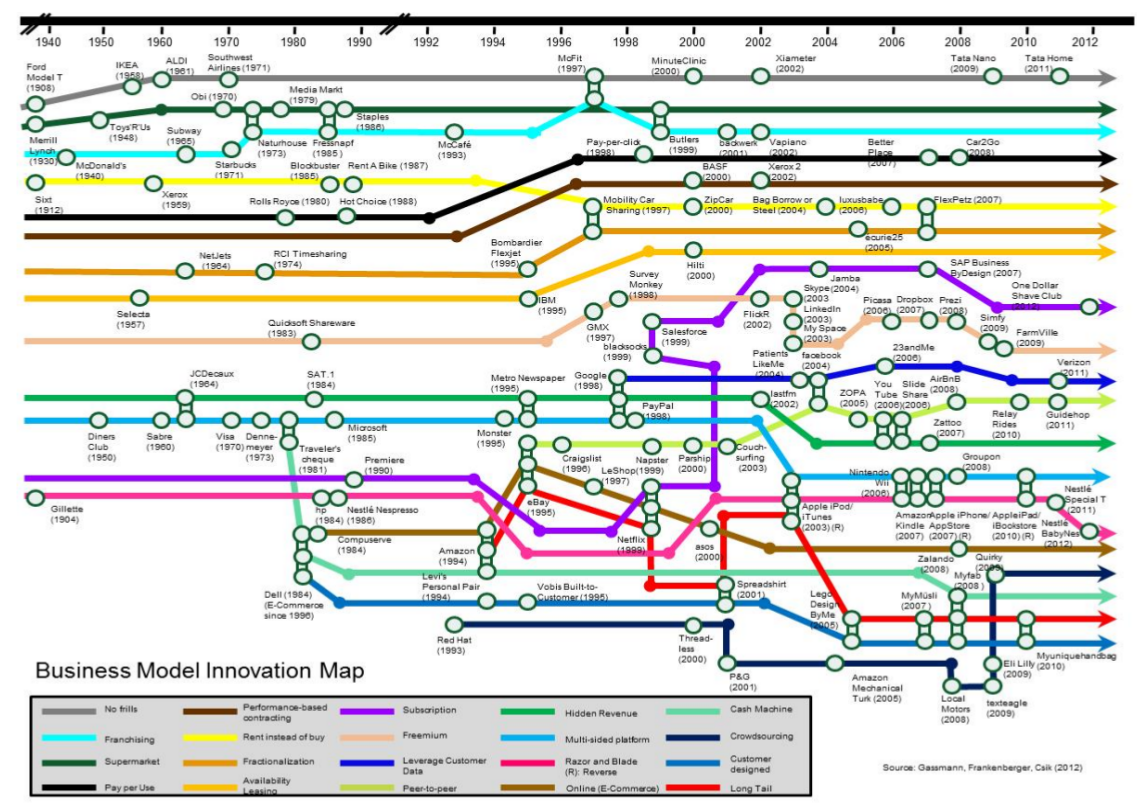 1940 1950 1960 1970 1980 1990 1992 1994 1996 1998 2000 2002 2004 2006 2008 2010 2012
Ford
Model T
(1908)
IKEA
(1958)
ALDI
(1961)
Southwest
Airlines (1971)
McFit
(1997)
MinuteClinic
(2000)
Xiameter
(2002)
Tata Nano
(2009)
Tata Home
(2011)
Merrill
Lynch
(1930)
Toys'R'Us
(1948)
Obi (1970)
Media Markt
(1979)
Staples
(1986)
McDonald's
(1940)
Subway
(1965)
Starbucks
(1971)
Naturhouse
(1973)
Fressnapf
(1985)
McCafé
(1993)
Butlers
(1999)
backwerk
(2001)
Vapiano
(2002)
Pay-per-click
(1998)
Better
Place
(2007)
Car2Go
(2008)
Sixt
(1912)
Xerox
(1959)
Blockbuster
(1985)
Rent A Bike (1987)
Rolls Royce (1980)
Hot Choice (1988)
BASF
(2000)
Xerox 2
(2002)
Mobility Car
Sharing (1997)
ZipCar
(2000)
Bag Borrow or
Steel (2004)
luxusbabe
(2006)
FlexPetz (2007)
ecurie25
(2005)
NetJets
(1964)
RCI Timesharing
(1974)
Bombardier
Flexjet
(1995)
Hilti
(2000)
Selecta
(1957)
IBM
(1995)
Quicksoft Shareware
(1983)
GMX
(1997)
Survey
Monkey
(1998)
FlickR
(2002)
Skype
(2003
LinkedIn
(2003)
My Space
(2003)
Jamba
(2004)
SAP Business
ByDesign (2007)
One Dollar
Shave Club
(2012)
Picasa
(2006)
Dropbox
(2007)
Prezi
(2008)
Simfy
(2009)
FarmVille
(2009)
Salesforce
(1999)
blacksocks
(1999)
Patients
LikeMe
(2004)
facebook
(2004)
23andMe
(2006)
Verizon
(2011)
JCDecaux
(1964)
SAT.1
(1984)
Metro Newspaper
(1995)
Google
(1998)
PayPal
(1998)
lastfm
(2002)
ZOPA
(2005)
You
Tube
(2006)
Slide
Share
(2006)
AirBnB
(2008)
Zattoo
(2007)
Relay
Rides
(2010)
Guidehop
(2011)
Diners
Club
(1950)
Sabre
(1960)
Visa
(1970)
Denne-
meyer
(1973)
Traveler's
cheque
(1981)
Microsoft
(1985)
Monster
(1995)
Craigslist
(1996)
Napster
(1999)
Parship
(2000)
Couch-
surfing
(2003)
Premiere
(1990)
LeShop
(1997)
Gillette
(1904)
hp
(1984)
Nestlé Nespresso
(1986)
Compuserve
(1984)
eBay
(1995)
Netflix
(1999)
asos
(2000)
Apple iPod/
iTunes
(2003) (R)
Nintendo
Wii
(2006)
Groupon
(2008)
Amazon
Kindle
(2007)
Apple iPhone/
AppStore
(2007) (R)
AppleiPad/
iBookstore
(2010) (R)
Nestlé
Special T
(2011)
Nestlé
BabyNes
(2012)
Amazon
(1994)
Dell (1984)
(E-Commerce
since 1996)
Levi's
Personal Pair
(1994)
Vobis Built-to-
Customer (1995)
Spreadshirt
(2001)
Lego
Design
ByMe
(2005)
Zalando
(2008)
Quirky
(2009)
Myfab
(2008)
MyMüsli
(2007)
Myuniquehandbag
(2010)
Red Hat
(1993)
Thread-
less
(2000)
P&G
(2001)
Amazon
Mechanical
Turk (2005)
Local
Motors
(2008)
texteagle
(2009)
Eli Lilly
(2009)
Business Model Innovation Map
No frills
Performance-based
contracting
Subscription
Hidden Revenue
Cash Machine
Franchising
Rent instead of buy
Freemium
Multi-sided platform
Crowdsourcing
Supermarket
Fractionalization
Leverage Customer
Data
Razor and Blade
(R): Reverse
Customer
designed
Pay per Use
Availability
Leasing
Peer-to-peer
Online (E-Commerce)
Long Tail
Source: Gassmann, Frankenberger, Csik (2012)